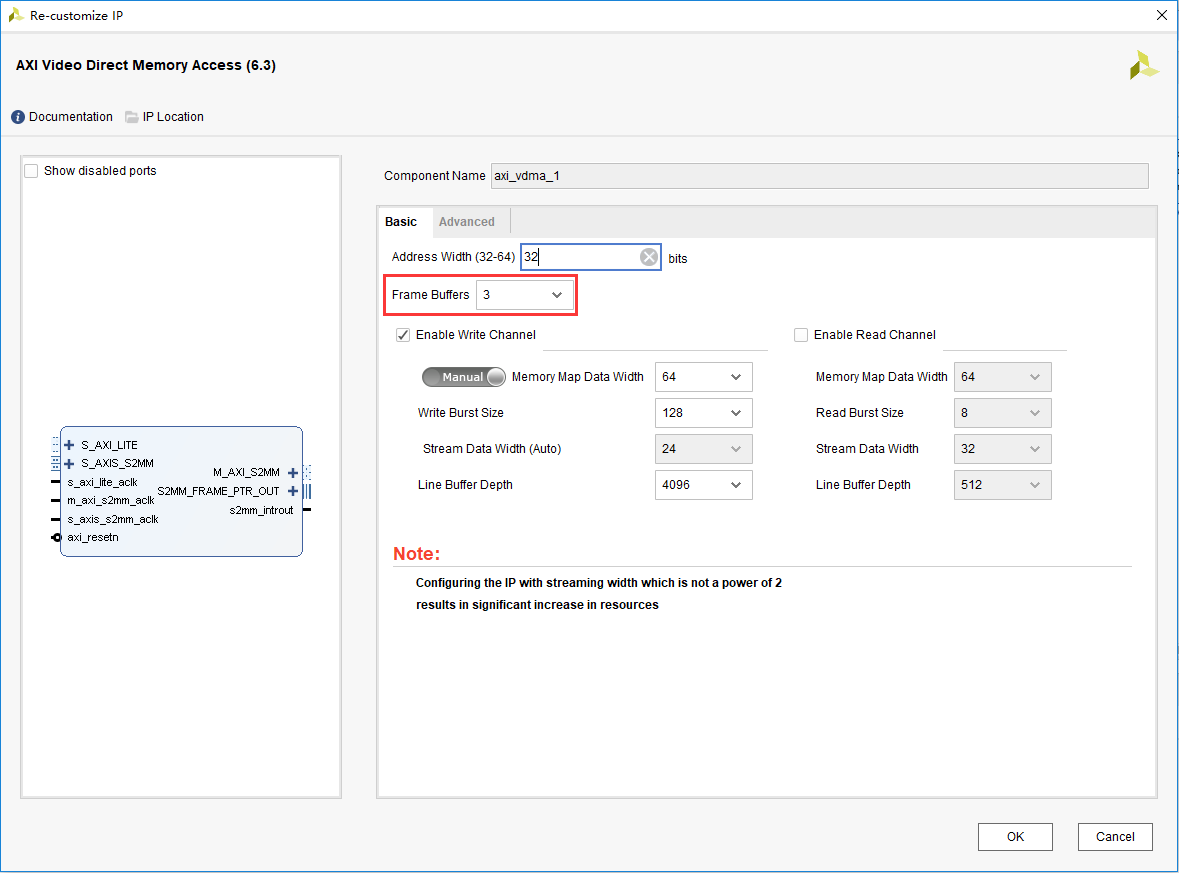 Re-customize IP
AXI Video Direct Memory Access (6.3)
i Documentation IP Location
Show disabled ports
S_AXI_LITE
S_AXIS_S2MM
s_axi_lite_aclk
m_axi_s2mm_aclk
s_axis_s2mm_aclk
axi_resetn
M_AXI_S2MM
S2MM_FRAME_PTR_OUT
s2mm_introut
Component Name axi_vdma_1
Basic Advanced
Address Width (32-64) 32 bits
Frame Buffers 3
Enable Write Channel
Manual Memory Map Data Width 64
Write Burst Size 128
Stream Data Width (Auto) 24
Line Buffer Depth 4096
Enable Read Channel
Memory Map Data Width 64
Read Burst Size 8
Stream Data Width 32
Line Buffer Depth 512
Note:
Configuring the IP with streaming width which is not a power of 2
results in significant increase in resources
OK Cancel